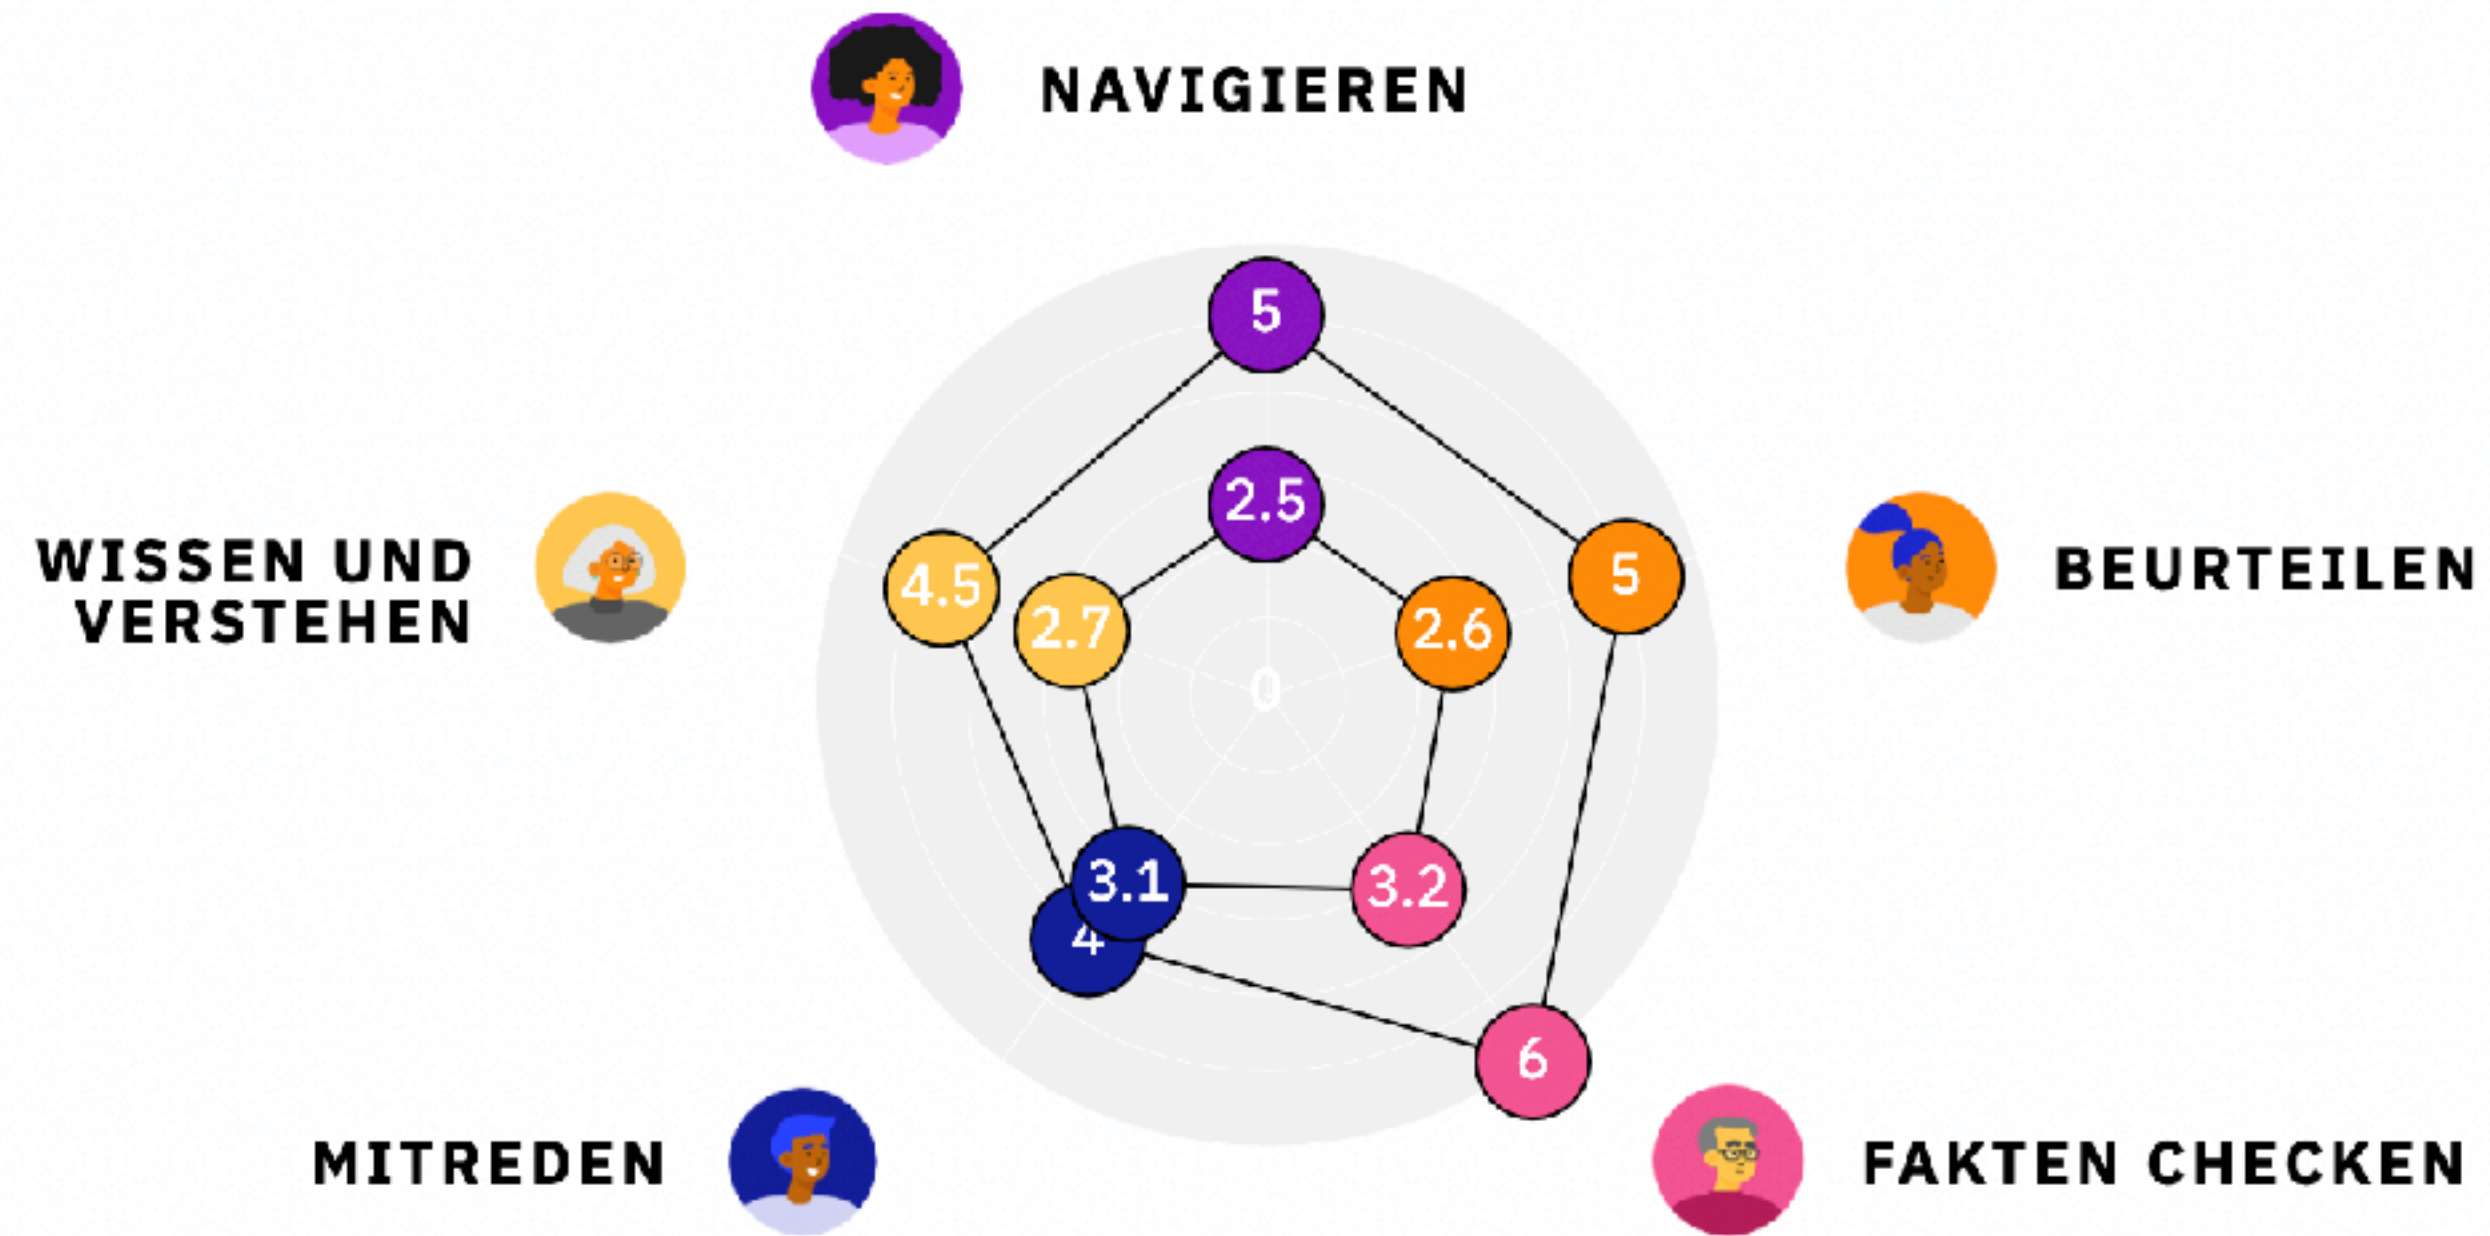 NAVIGIEREN
5
2.5
WISSEN UND
VERSTEHEN
4.5
2.7
2.6
5
BEURTEILEN
0
3.1
3.2
4
6
MITREDEN
FAKTEN CHECKEN